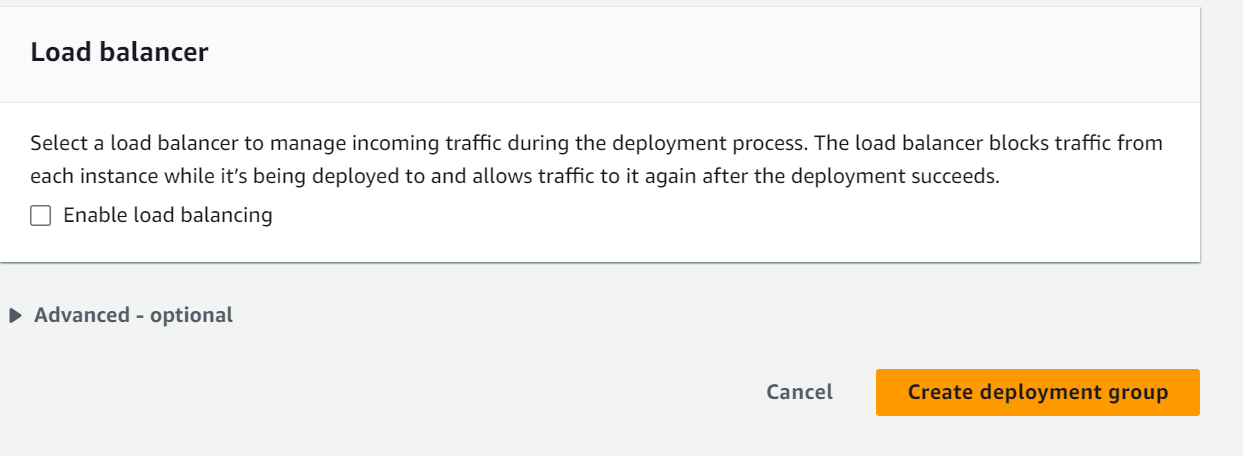 Load balancer
Select a load balancer to manage incoming traffic during the deployment process. The load balancer blocks traffic from
each instance while it’s being deployed to and allows traffic to it again after the deployment succeeds.
Enable load balancing
Advanced - optional
Cancel
Create deployment group